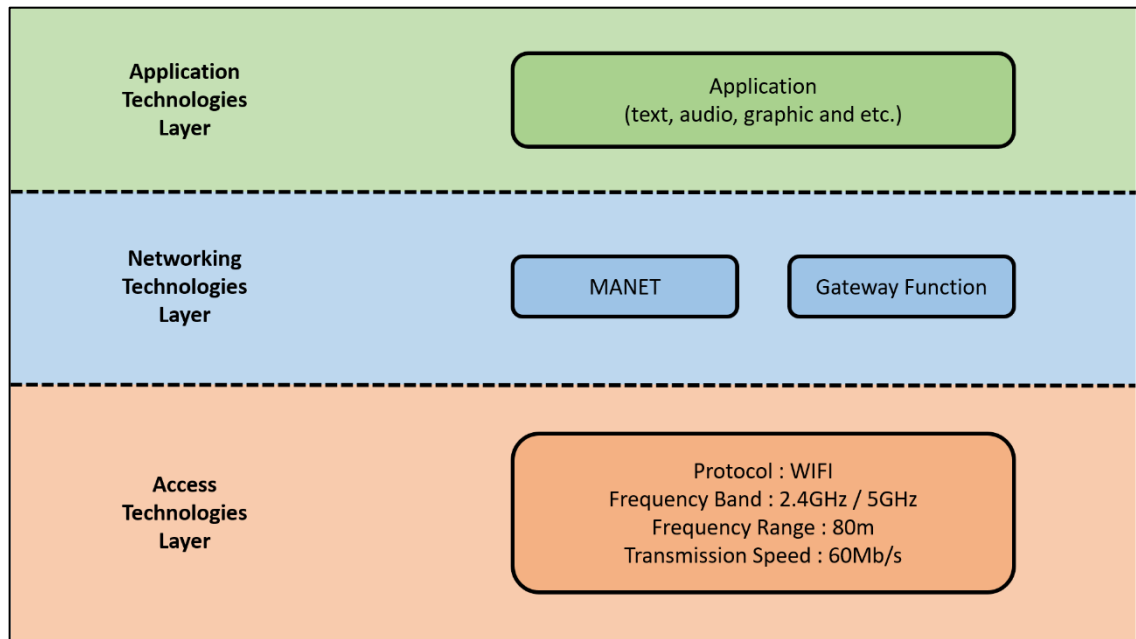 Application
Technologies
Layer
Application
(text, audio, graphic and etc.)
Networking
Technologies
Layer
MANET
Gateway Function
Access
Technologies
Layer
Protocol : WIFI
Frequency Band : 2.4GHz / 5GHz
Frequency Range : 80m
Transmission Speed : 60Mb/s